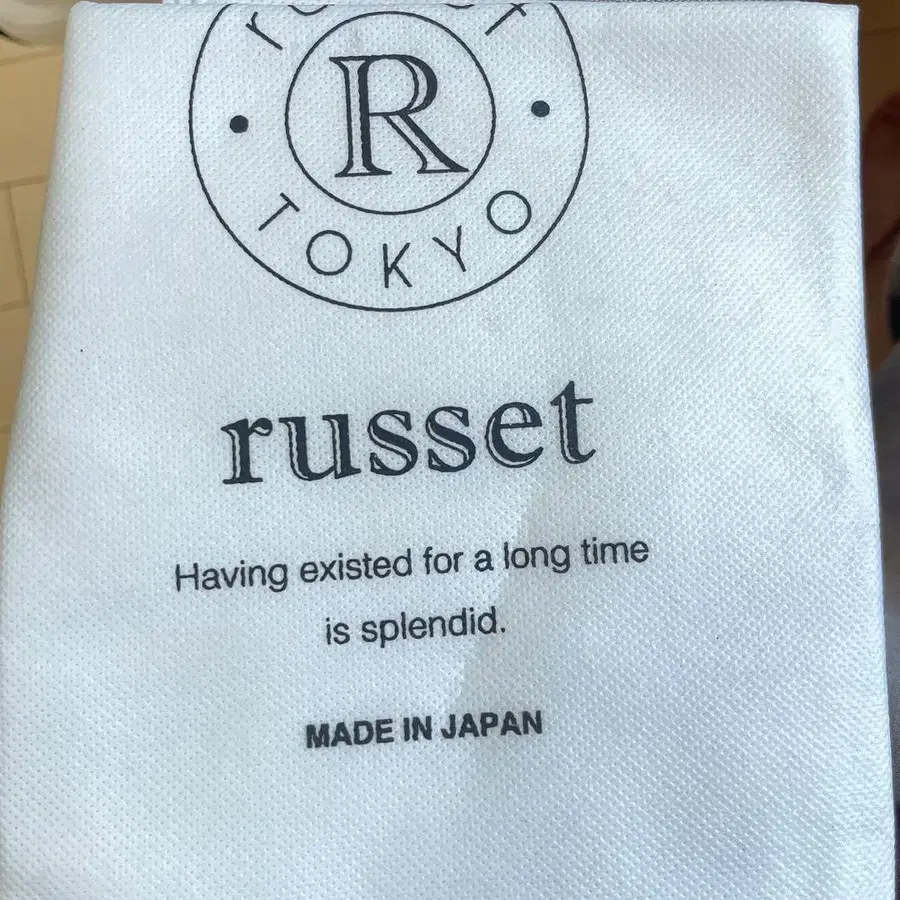 R
TOKYO
russet
Having existed for a long time
is splendid.
MADE IN JAPAN